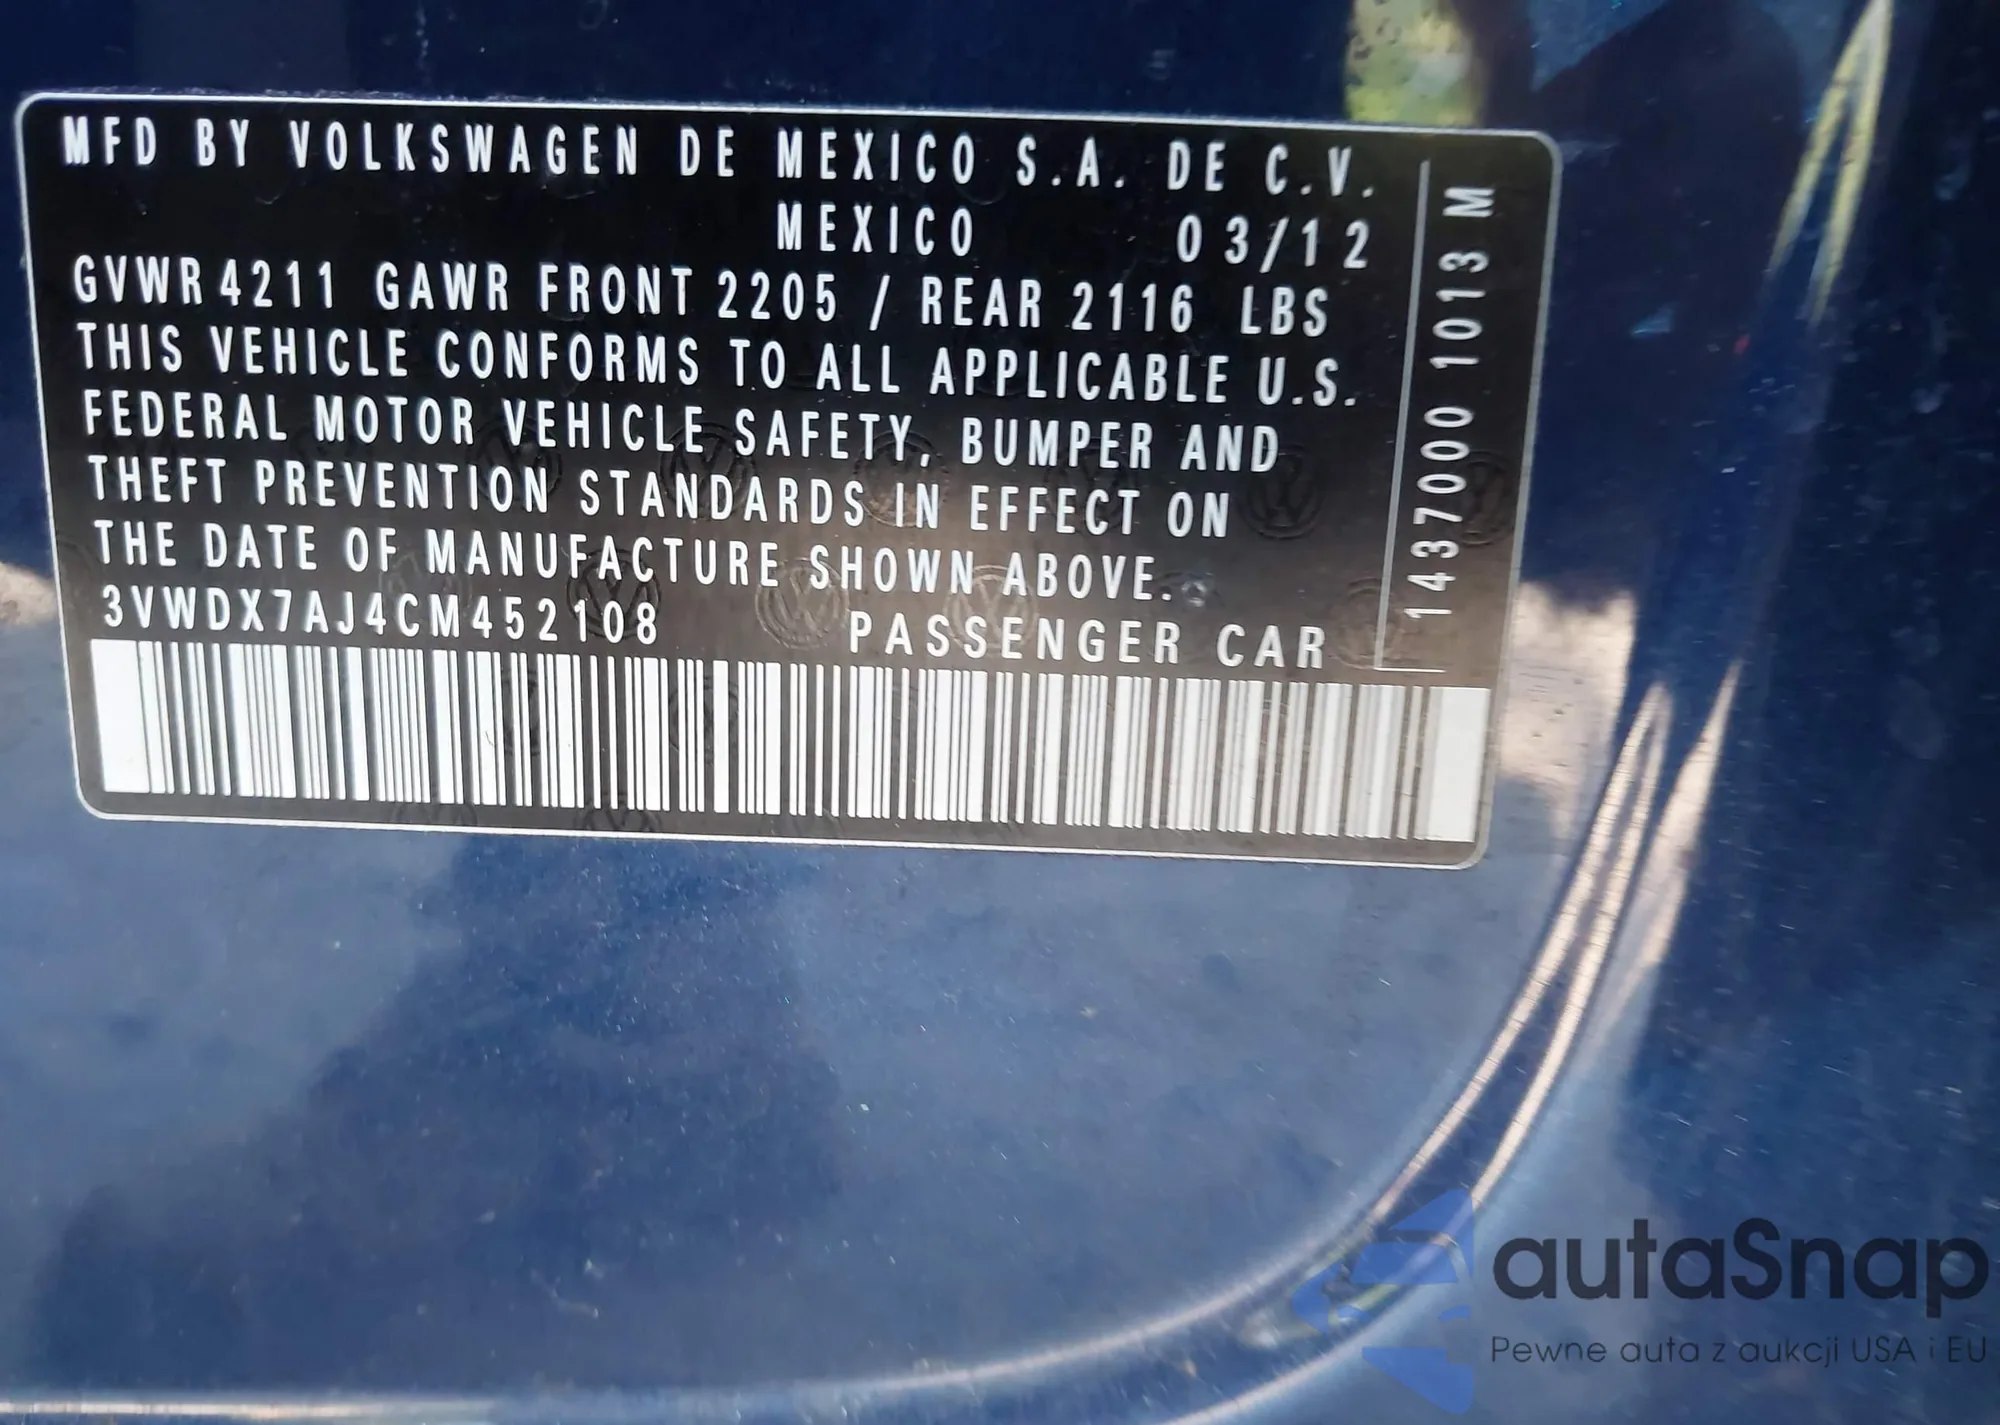 MFD BY VOLKSWAGEN DE MEXICO S.A. DE C.V.
MEXICO 03/12
GVWR 4211 GAWR FRONT 2205 / REAR 2116 LBS
THIS VEHICLE CONFORMS TO ALL APPLICABLE U.S.
FEDERAL MOTOR VEHICLE SAFETY, BUMPER AND
THEFT PREVENTION STANDARDS IN EFFECT ON
THE DATE OF MANUFACTURE SHOWN ABOVE.
3VWDX7AJ4CM452108 PASSENGER CAR
1437000 1013 M
autaSnap
Pewne auta z aukcji USA i EU